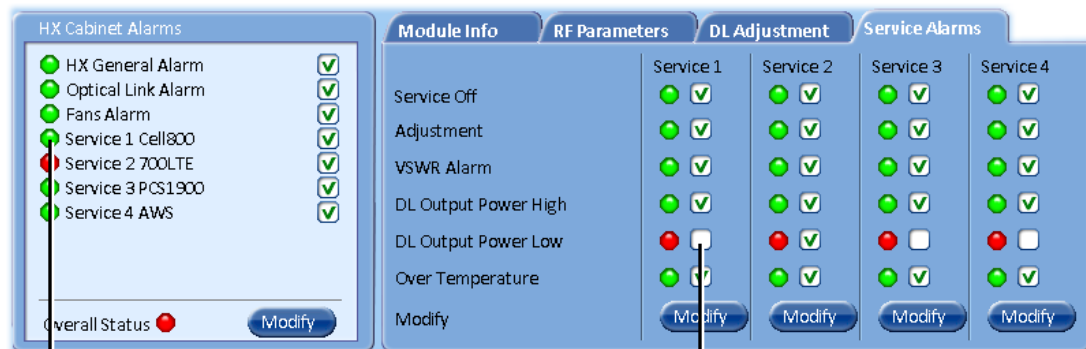 HX Cabinet Alarms
HX General Alarm
Optical Link Alarm
Fans Alarm
Service 1 Cell800
Service 2 700LTE
Service 3 PCS1900
Service 4 AWS
Overall Status
Modify
Module Info
RF Parameters
DL Adjustment
Service Alarms
Service 1 Service 2 Service 3 Service 4
Service Off
Adjustment
VSWR Alarm
DL Output Power High
DL Output Power Low
Over Temperature
Modify Modify Modify Modify Modify